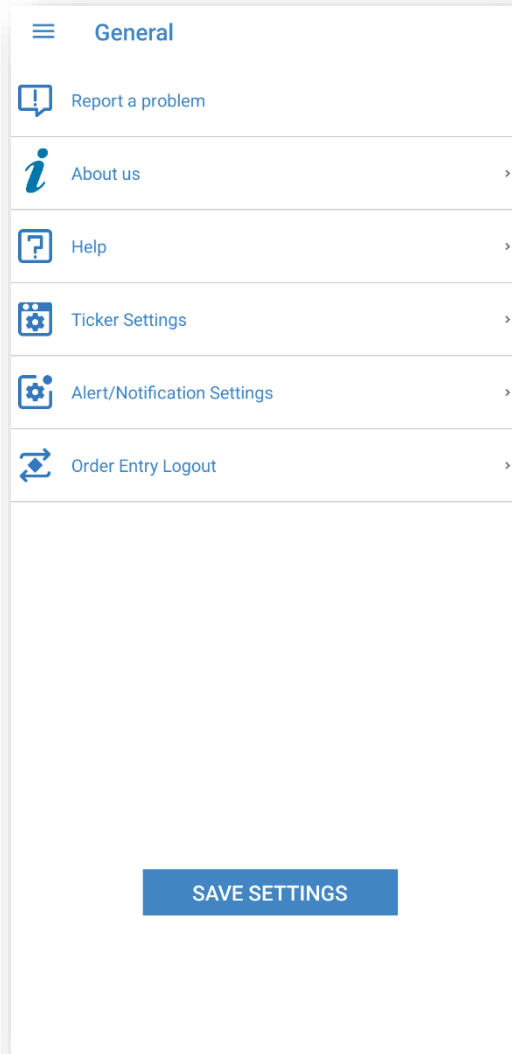 General
Report a problem
About us
Help
Ticker Settings
Alert/Notification Settings
Order Entry Logout
SAVE SETTINGS